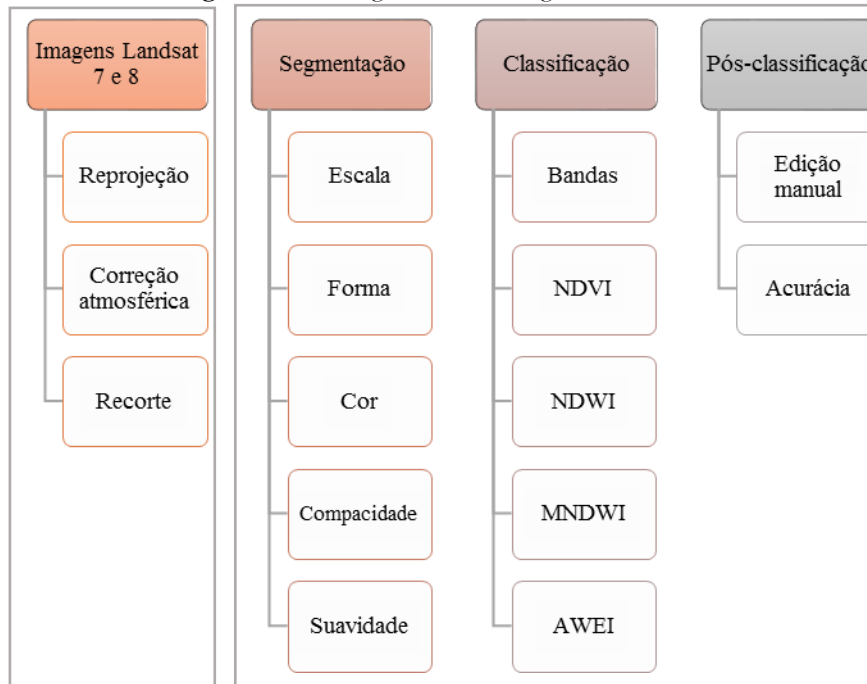 Imagens Landsat
7 e 8
Reprojeção
Correção
atmosférica
Recorte
Segmentação
Escala
Forma
Cor
Compacidade
Suavidade
Classificação
Bandas
NDVI
NDWI
MNDWI
AWEI
Pós-classificação
Edição
manual
Acurácia